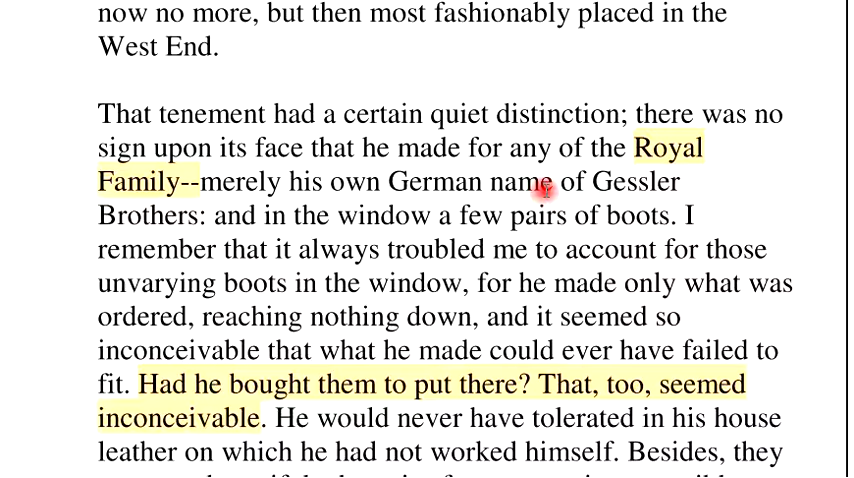 now no more, but then most fashionably placed in the
West End.
That tenement had a certain quiet distinction; there was no
sign upon its face that he made for any of the Royal
Family--merely his own German name of Gessler
Brothers: and in the window a few pairs of boots. I
remember that it always troubled me to account for those
unvarying boots in the window, for he made only what was
ordered, reaching nothing down, and it seemed so
inconceivable that what he made could ever have failed to
fit. Had he bought them to put there? That, too, seemed
inconceivable. He would never have tolerated in his house
leather on which he had not worked himself. Besides, they